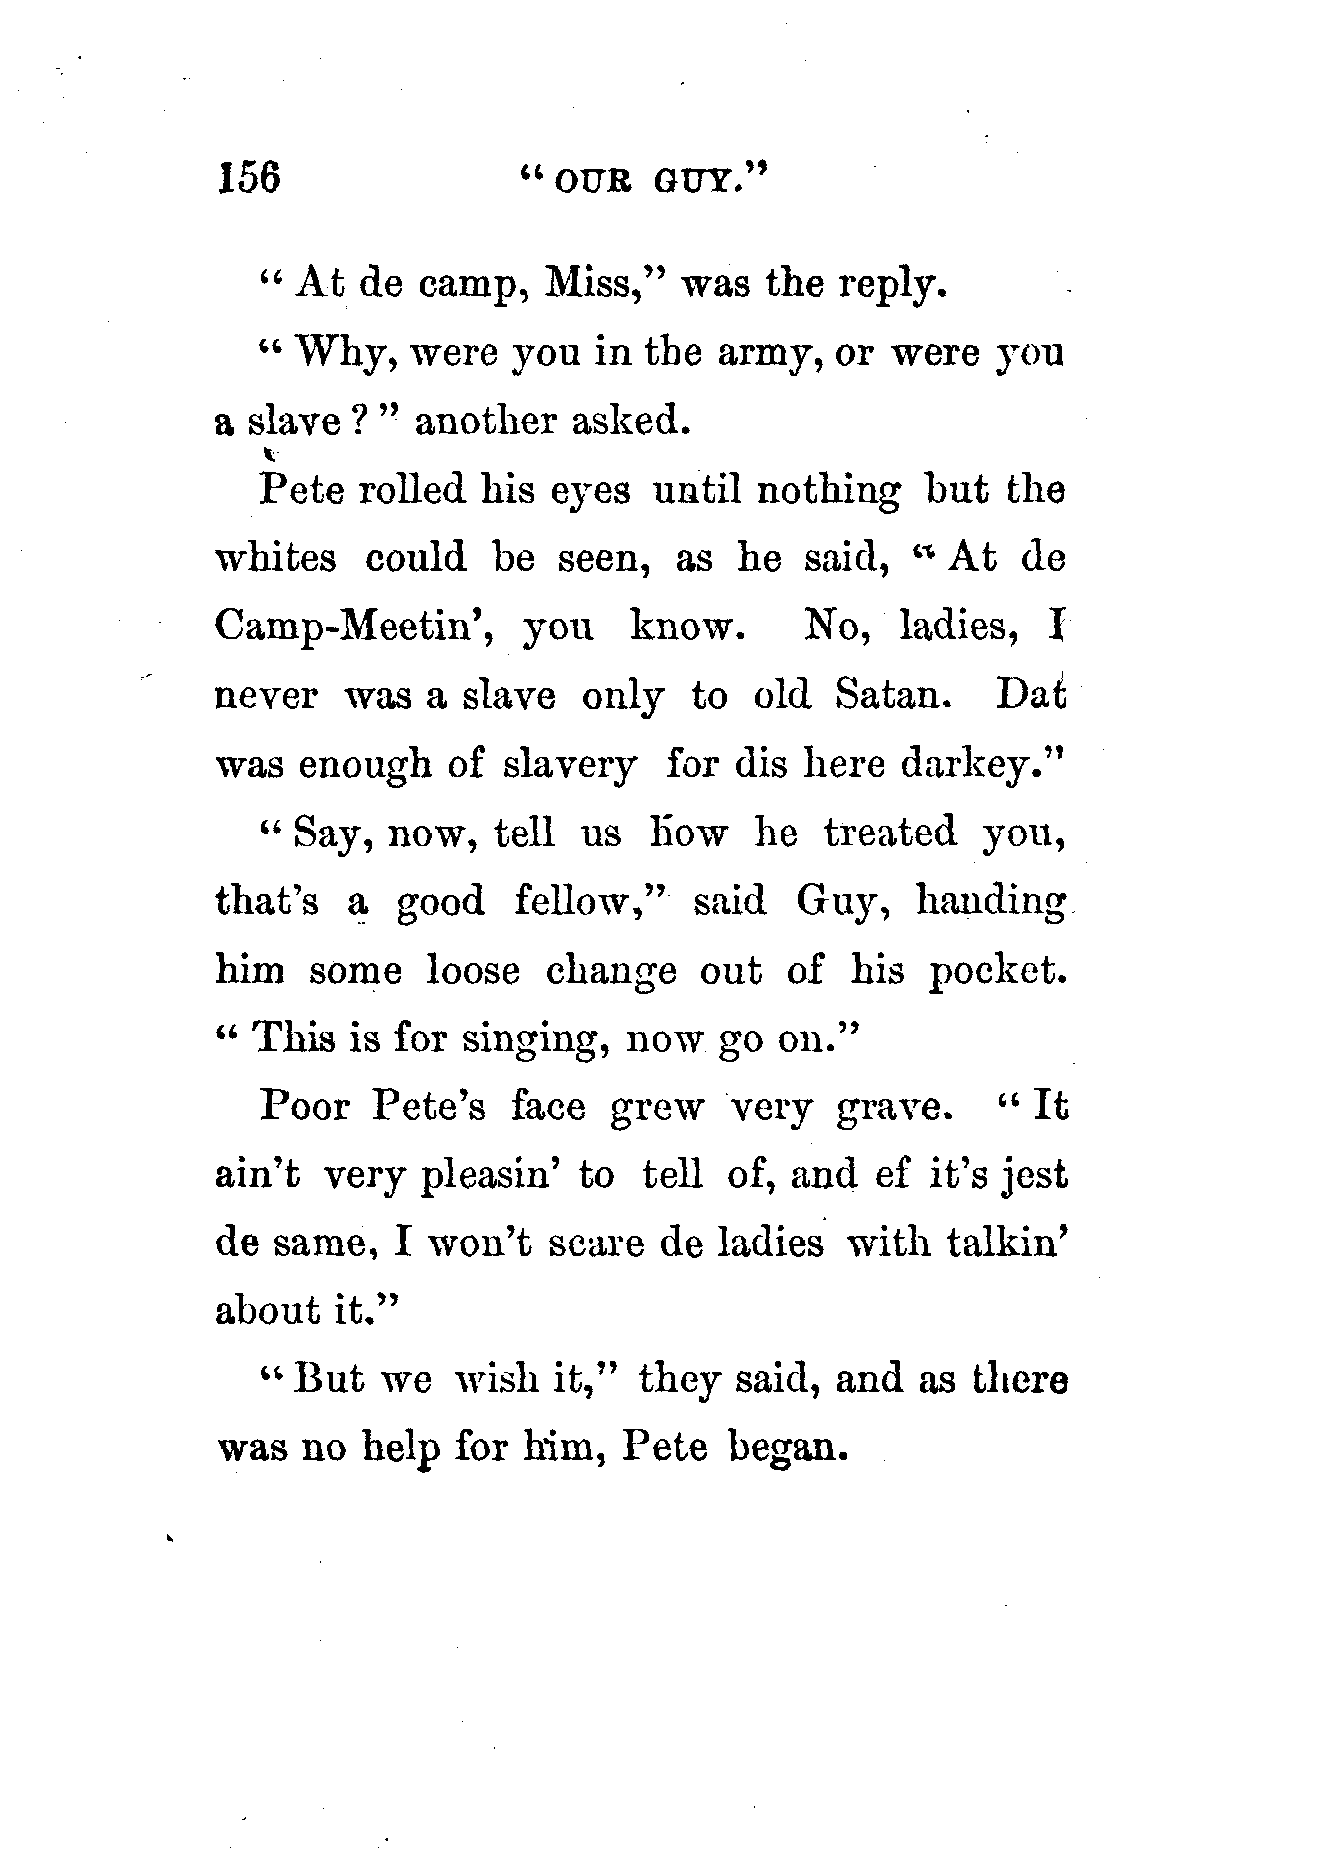 156 "OUR GUY."
"At de camp, Miss," was the reply.
"Why, were you in the army, or were you
a slave?" another asked.
Pete rolled his eyes until nothing but the
whites could be seen, as he said, "At de
Camp-Meetin', you know. No, ladies, I
never was a slave only to old Satan. Dat
was enough of slavery for dis here darkey."
"Say, now, tell us how he treated you,
that's a good fellow," said Guy, handing
him some loose change out of his pocket.
"This is for singing, now go on."
Poor Pete's face grew very grave. "It
ain't very pleasin' to tell of, and ef it's jest
de same, I won't scare de ladies with talkin'
about it."
"But we wish it," they said, and as there
was no help for him, Pete began.